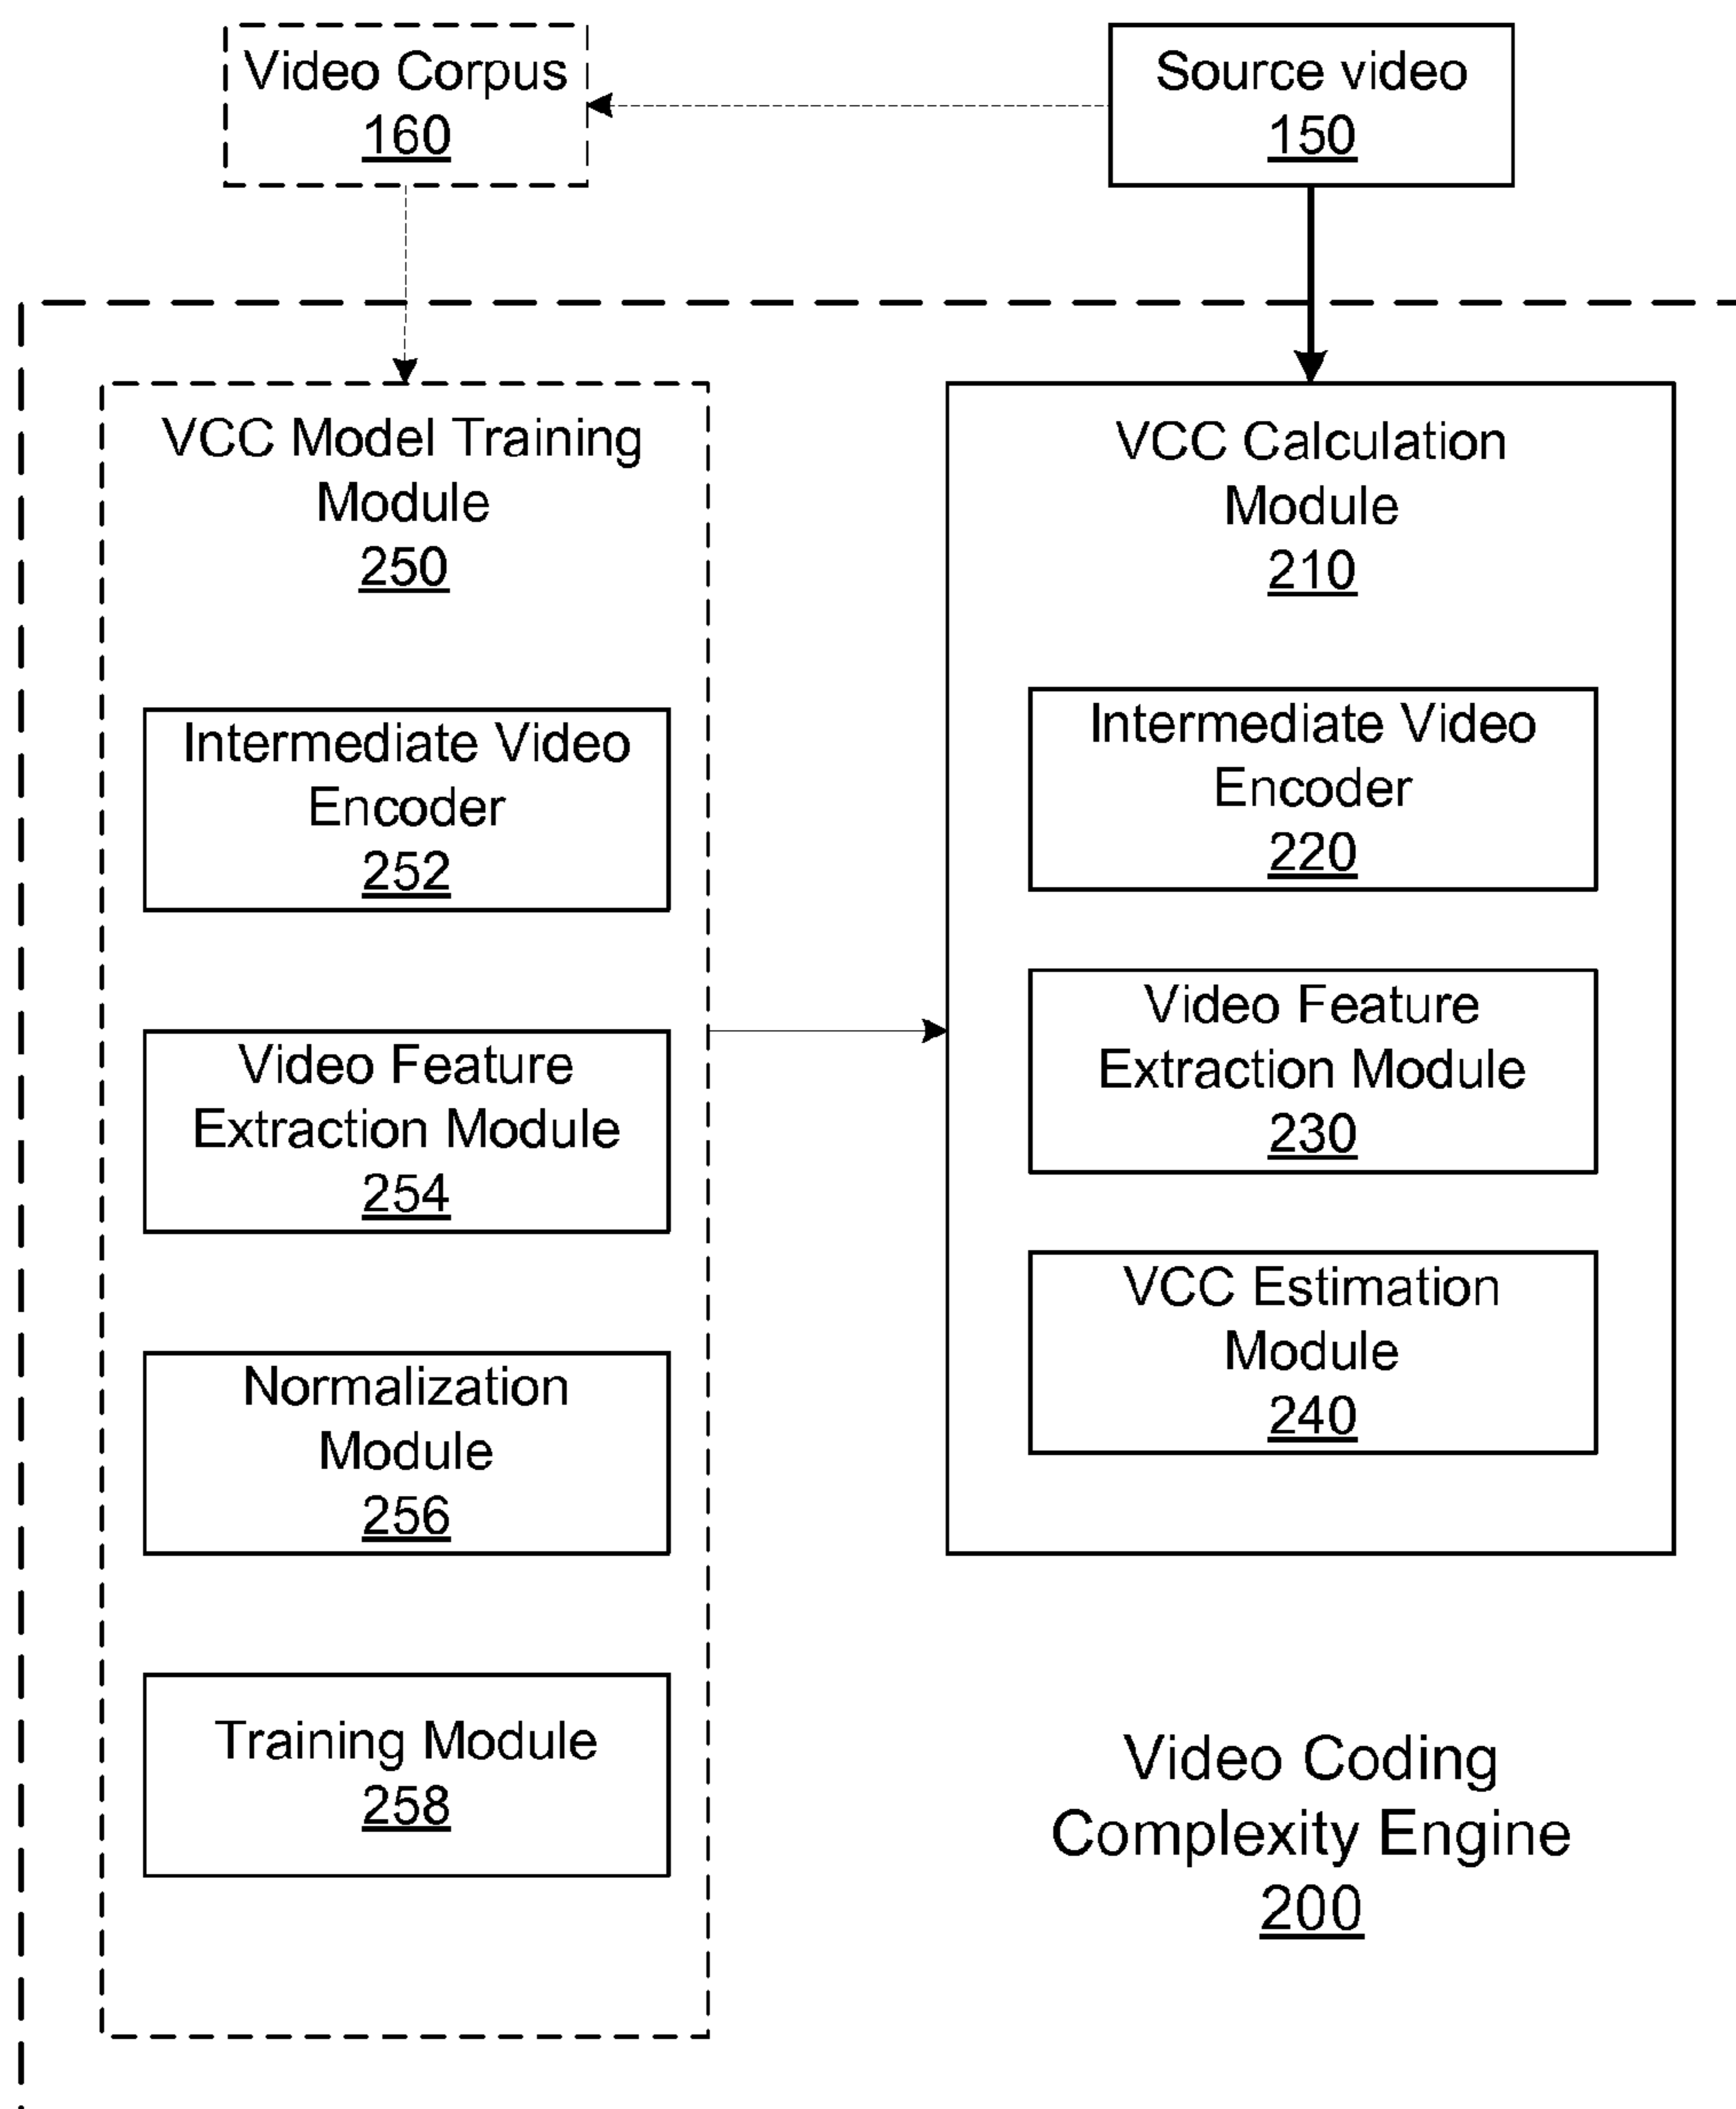 Video Corpus
160
Source video
150
VCC Model Training
Module
250
Intermediate Video
Encoder
252
Video Feature
Extraction Module
254
Normalization
Module
256
Training Module
258
VCC Calculation
Module
210
Intermediate Video
Encoder
220
Video Feature
Extraction Module
230
VCC Estimation
Module
240
Video Coding
Complexity Engine
200